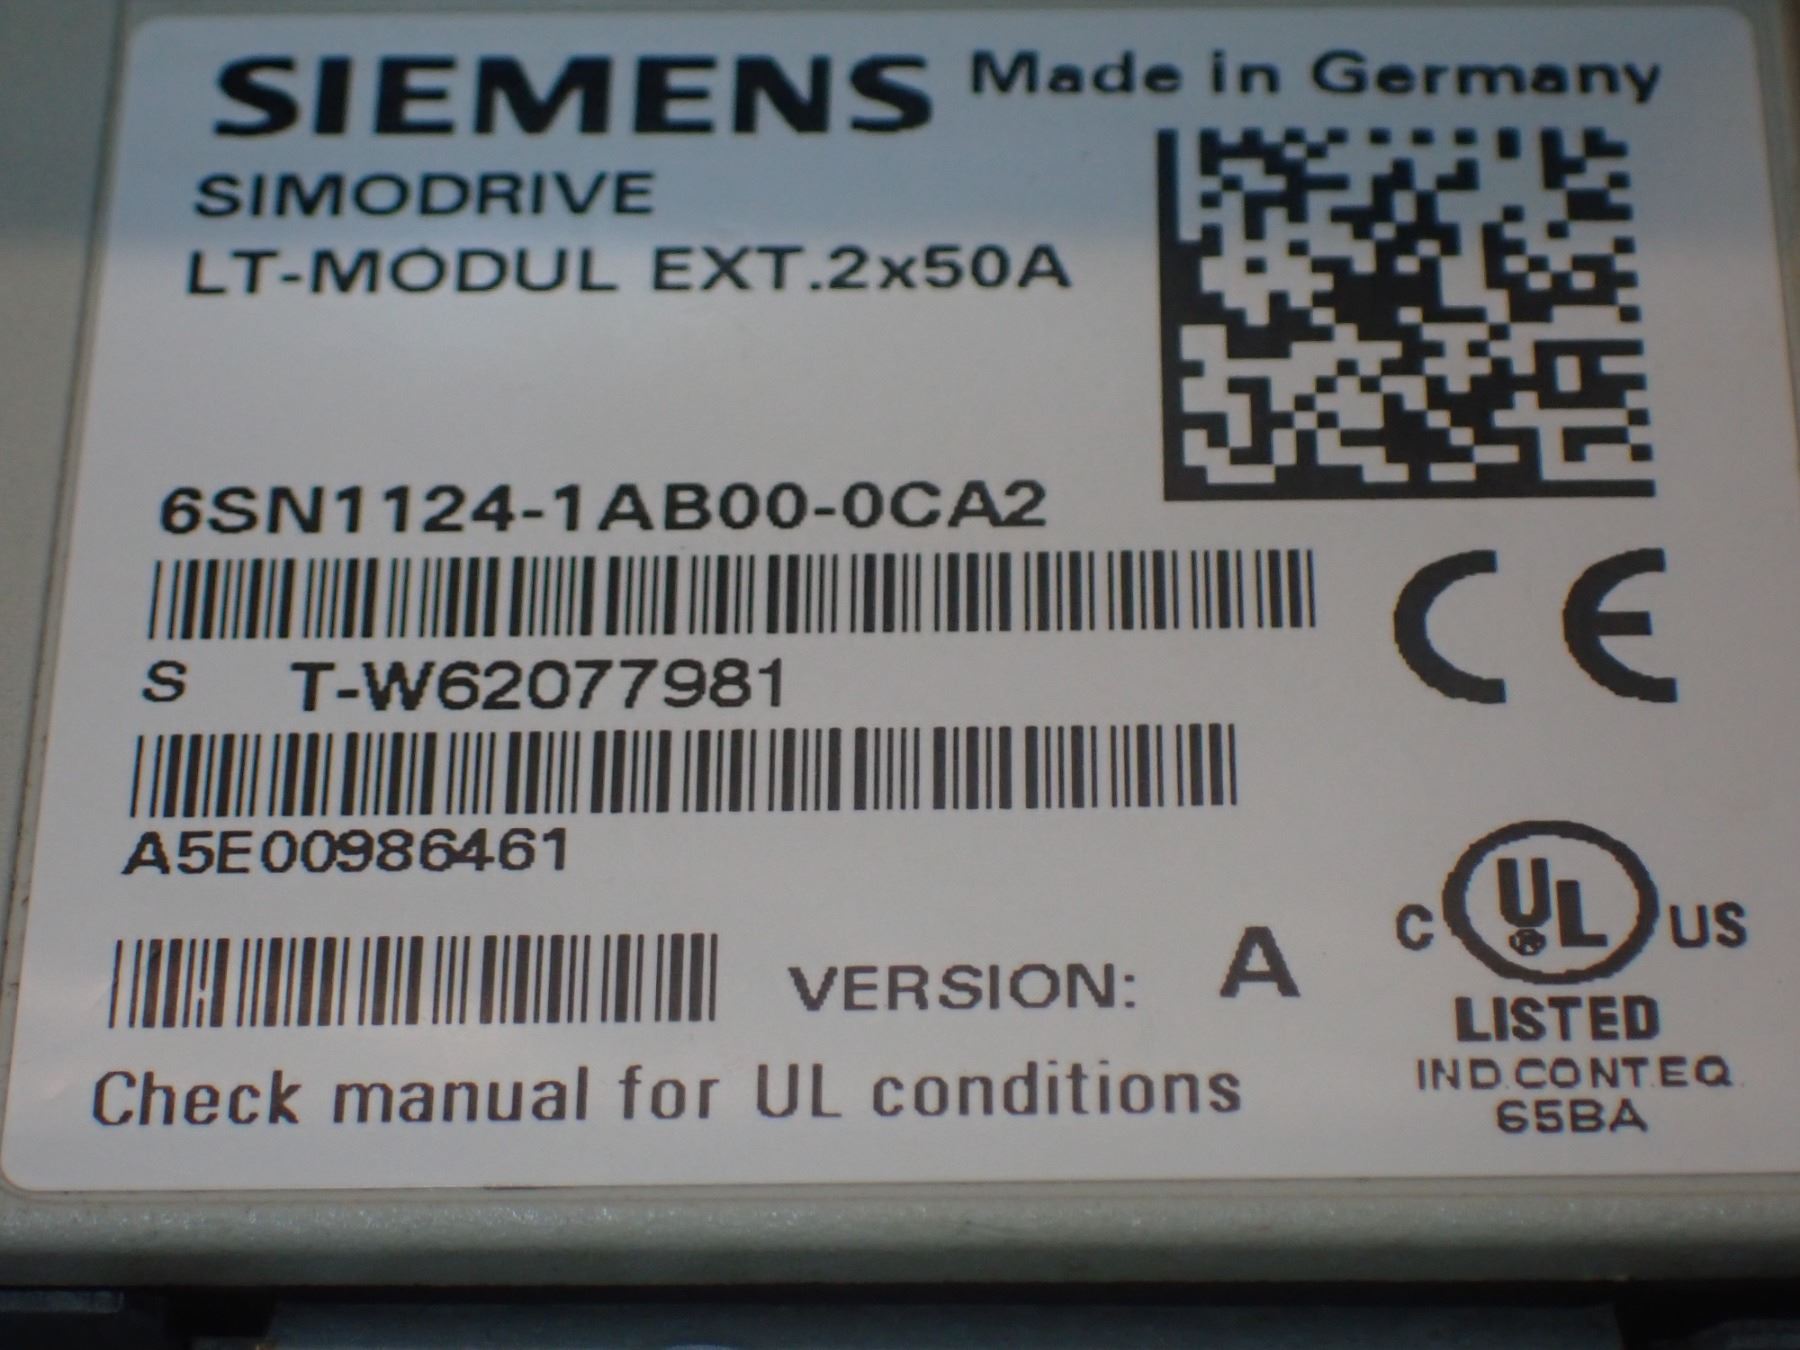 SIEMENS Made in Germany
SIMODRIVE
LT-MODUL EXT.2x50A
6SN1124-1AB00-0CA2
CE
S T-W62077981
A5E00986461
VERSION: A
C UL ® US
LISTED
IND.CONT.EQ
65BA
Check manual for UL conditions